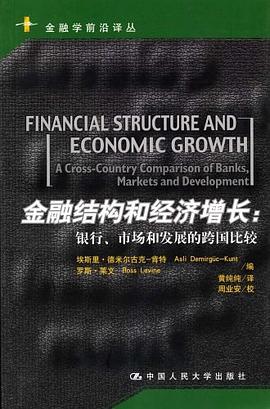 金融学前沿译丛
FINANCIAL STRUCTURE AND
ECONOMIC GROWTH
A Cross-Country Comparison of Banks,
Markets and Development
金融结构和经济增长:
银行、市场和发展的跨国比较
埃斯里·德米尔古克-肯特 Asli Demirgüc-Kunt 编
罗斯·莱文 Ross Levine
黄纯纯/译
周业安/校
中国人民大学出版社